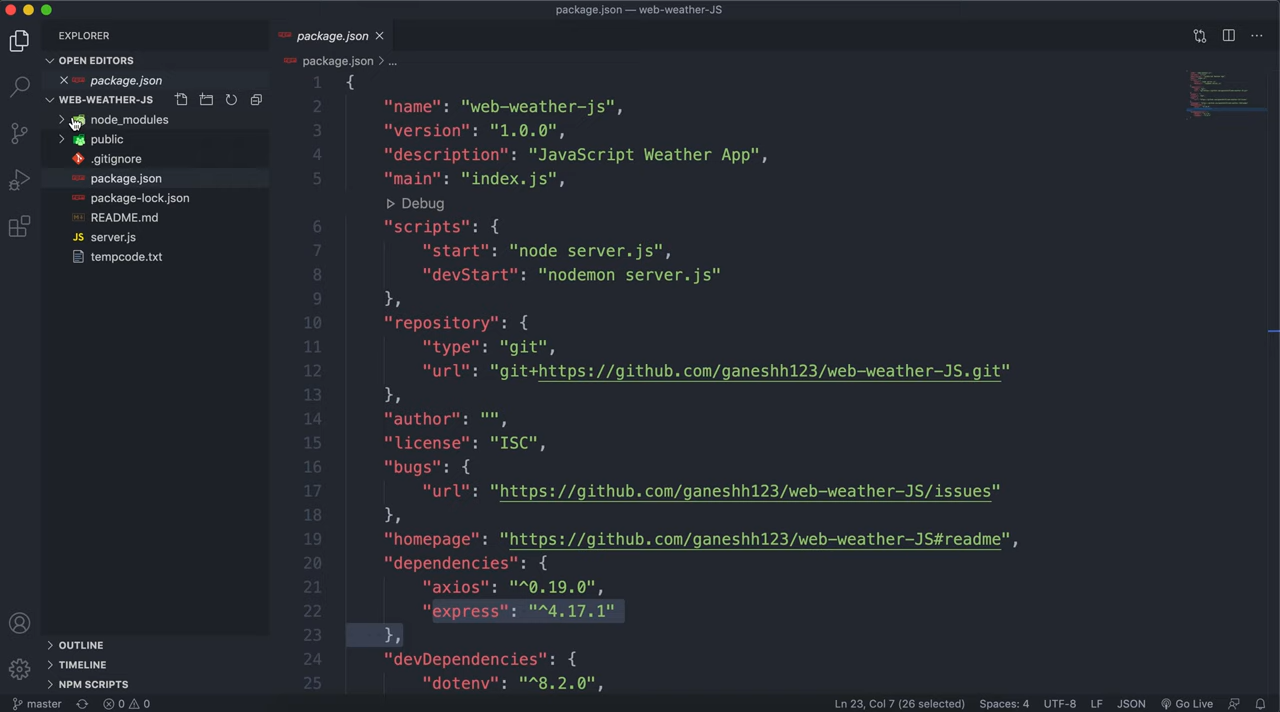 package.json — web-weather-JS
EXPLORER
OPEN EDITORS
package.json
WEB-WEATHER-JS
node_modules
public
.gitignore
package.json
package-lock.json
README.md
JS server.js
tempcode.txt
OUTLINE
TIMELINE
NPM SCRIPTS
package.json
package.json > ...
1 {
2 "name": "web-weather-js",
3 "version": "1.0.0",
4 "description": "JavaScript Weather App",
5 "main": "index.js",
Debug
6 "scripts": {
7 "start": "node server.js",
8 "devStart": "nodemon server.js"
9 },
10 "repository": {
11 "type": "git",
12 "url": "git+https://github.com/ganeshh123/web-weather-JS.git"
13 },
14 "author": "",
15 "license": "ISC",
16 "bugs": {
17 "url": "https://github.com/ganeshh123/web-weather-JS/issues"
18 },
19 "homepage": "https://github.com/ganeshh123/web-weather-JS#readme",
20 "dependencies": {
21 "axios": "^0.19.0",
22 "express": "^4.17.1"
23 },
24 "devDependencies": {
25 "dotenv": "^8.2.0",
master 0 0 Ln 23, Col 7 (26 selected) Spaces: 4 UTF-8 LF JSON Go Live